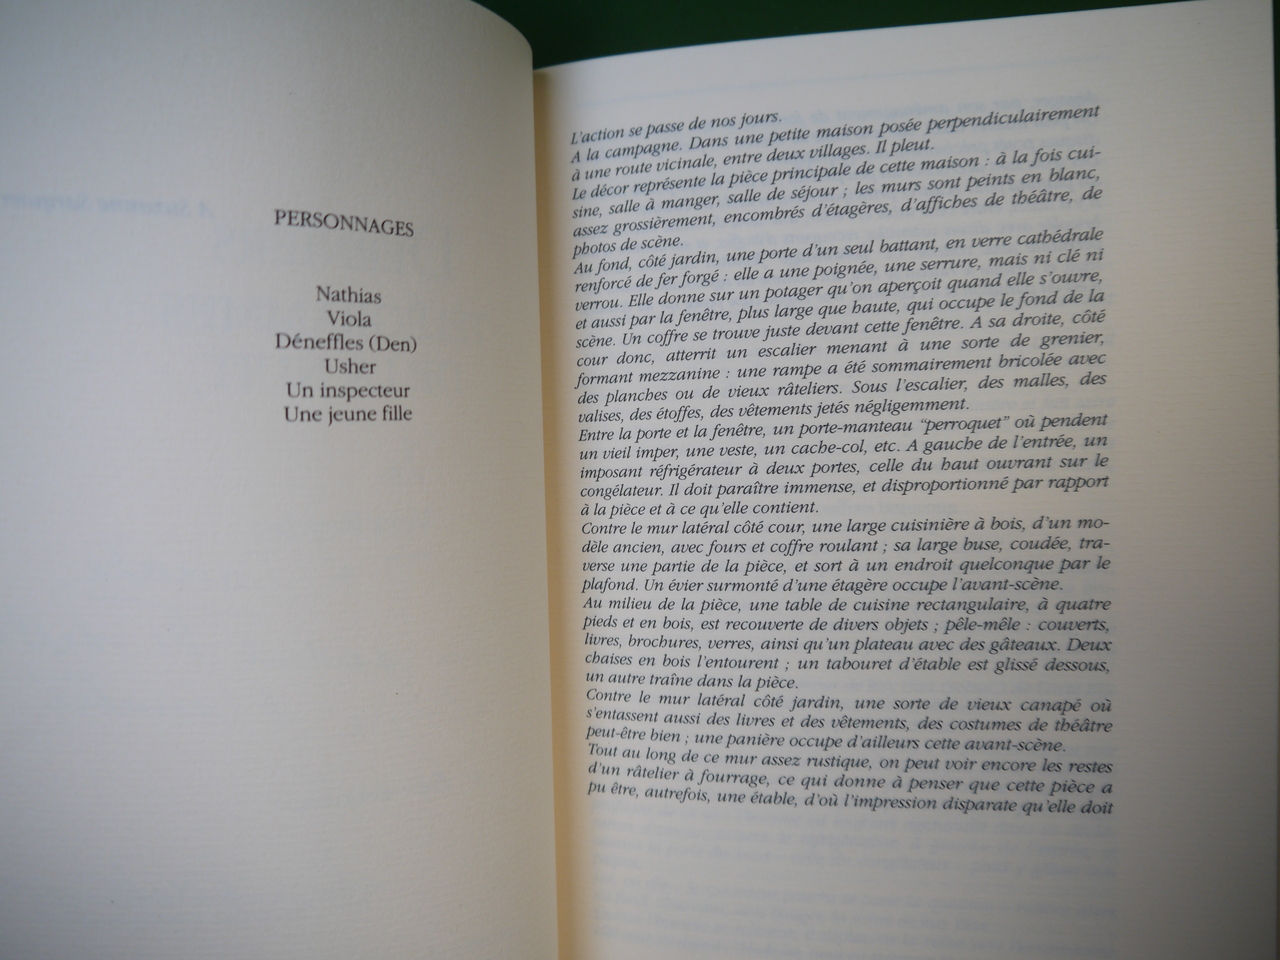 PERSONNAGES
Nathias
Viola
Déneffles (Den)
Usher
Un inspecteur
Une jeune fille
L'action se passe de nos jours.
A la campagne. Dans une petite maison posée perpendiculairement
à une route vicinale, entre deux villages. Il pleut.
Le décor représente la pièce principale de cette maison : à la fois cui-
sine, salle à manger, salle de séjour ; les murs sont peints en blanc,
assez grossièrement, encombrés d'étagères, d'affiches de théâtre, de
photos de scène.
Au fond, côté jardin, une porte d'un seul battant, en verre cathédrale
renforcé de fer forgé : elle a une poignée, une serrure, mais ni clé ni
verrou. Elle donne sur un potager qu'on aperçoit quand elle s'ouvre,
et aussi par la fenêtre, plus large que haute, qui occupe le fond de la
scène. Un coffre se trouve juste devant cette fenêtre. A sa droite, côté
cour donc, atterrit un escalier menant à une sorte de grenier,
formant mezzanine : une rampe a été sommairement bricolée avec
des planches ou de vieux râteliers. Sous l'escalier, des malles, des
valises, des étoffes, des vêtements jetés négligemment.
Entre la porte et la fenêtre, un porte-manteau "perroquet" où pendent
un vieil imper, une veste, un cache-col, etc. A gauche de l'entrée, un
imposant réfrigérateur à deux portes, celle du haut ouvrant sur le
congélateur. Il doit paraître immense, et disproportionné par rapport
à la pièce et à ce qu'elle contient.
Contre le mur latéral côté cour, une large cuisinière à bois, d'un mo-
dèle ancien, avec fours et coffre roulant ; sa large buse, coudée, tra-
verse une partie de la pièce, et sort à un endroit quelconque par le
plafond. Un évier surmonté d'une étagère occupe l'avant-scène.
Au milieu de la pièce, une table de cuisine rectangulaire, à quatre
pieds et en bois, est recouverte de divers objets ; pêle-mêle : couverts,
livres, brochures, verres, ainsi qu'un plateau avec des gâteaux. Deux
chaises en bois l'entourent ; un tabouret d'étable est glissé dessous,
un autre traîne dans la pièce.
Contre le mur latéral côté jardin, une sorte de vieux canapé où
s'entassent aussi des livres et des vêtements, des costumes de théâtre
peut-être bien ; une panière occupe d'ailleurs cette avant-scène.
Tout au long de ce mur assez rustique, on peut voir encore les restes
d'un râtelier à fourrage, ce qui donne à penser que cette pièce a
pu être, autrefois, une étable, d'où l'impression disparate qu'elle doit